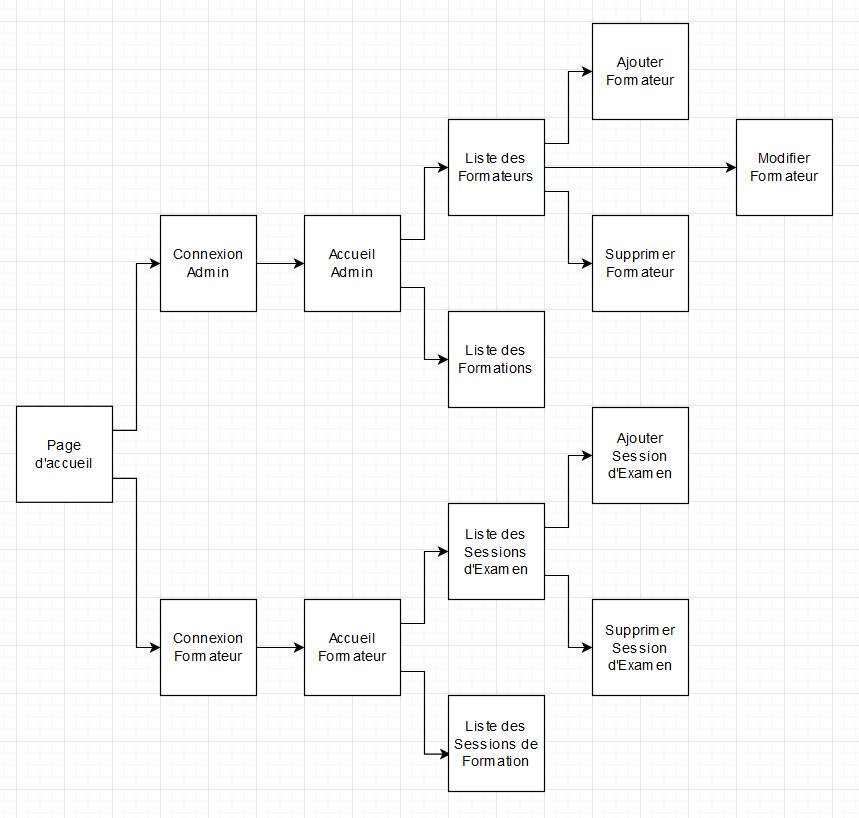 Ajouter
Formateur
Liste des
Formateurs
Modifier
Formateur
Connexion
Admin
Accueil
Admin
Supprimer
Formateur
Liste des
Formations
Page
d'accueil
Ajouter
Session
d'Examen
Liste des
Sessions
d'Examen
Connexion
Formateur
Accueil
Formateur
Supprimer
Session
d'Examen
Liste des
Sessions de
Formation